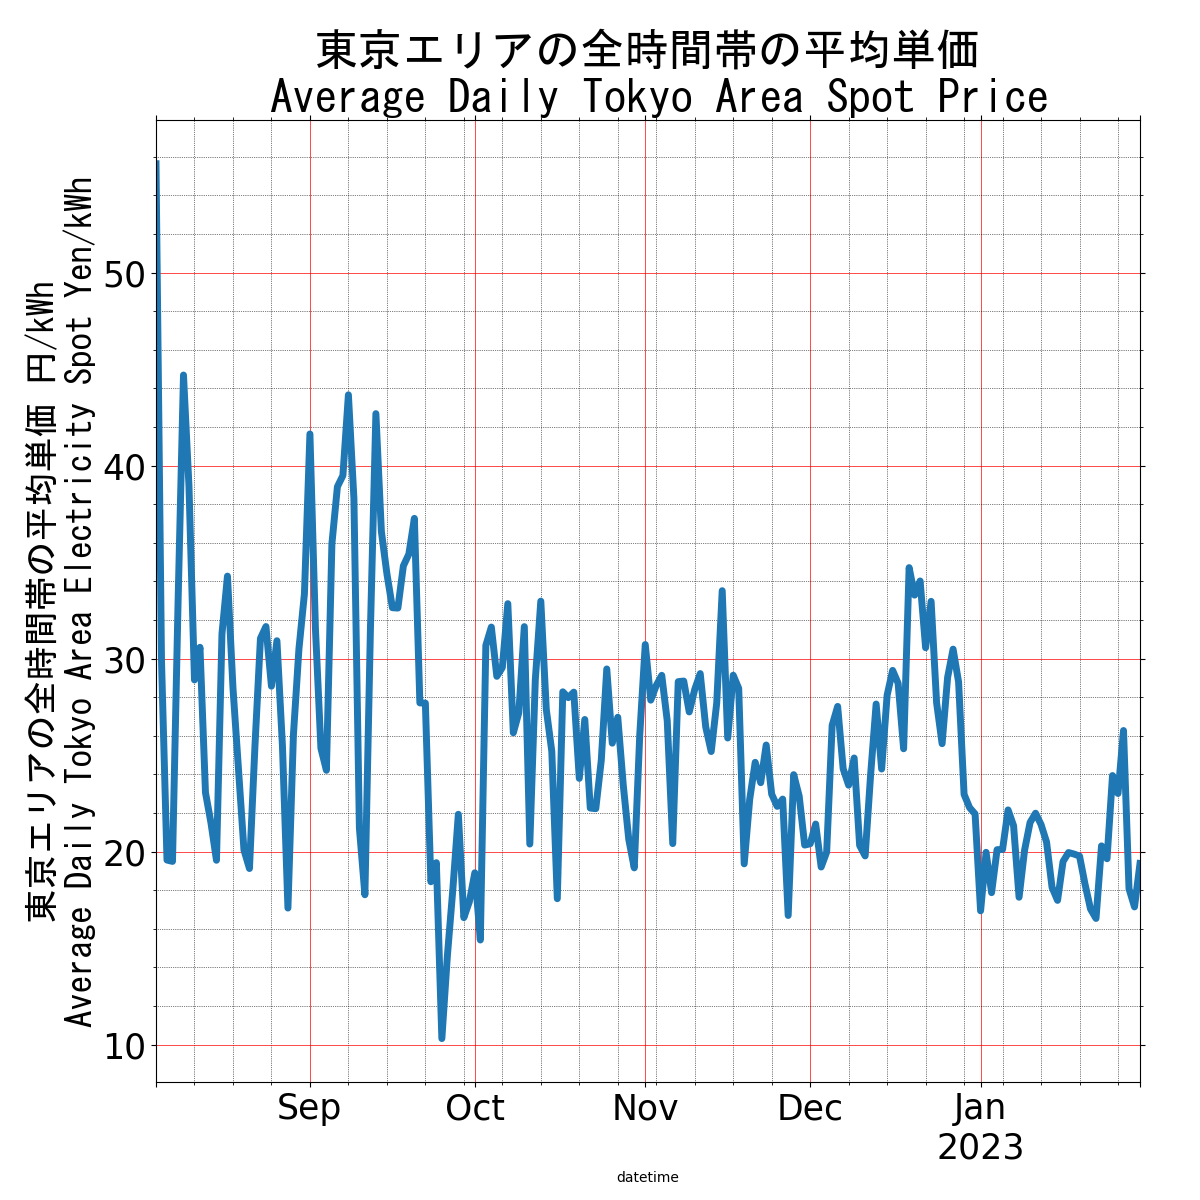 東京エリアの全時間帯の平均単価
Average Daily Tokyo Area Spot Price
東京エリアの全時間帯の平均単価 円/kWh
Average Daily Tokyo Area Electricity Spot Yen/kWh
50
40
30
20
10
Sep
Oct
Nov
Dec
Jan
2023
datetime